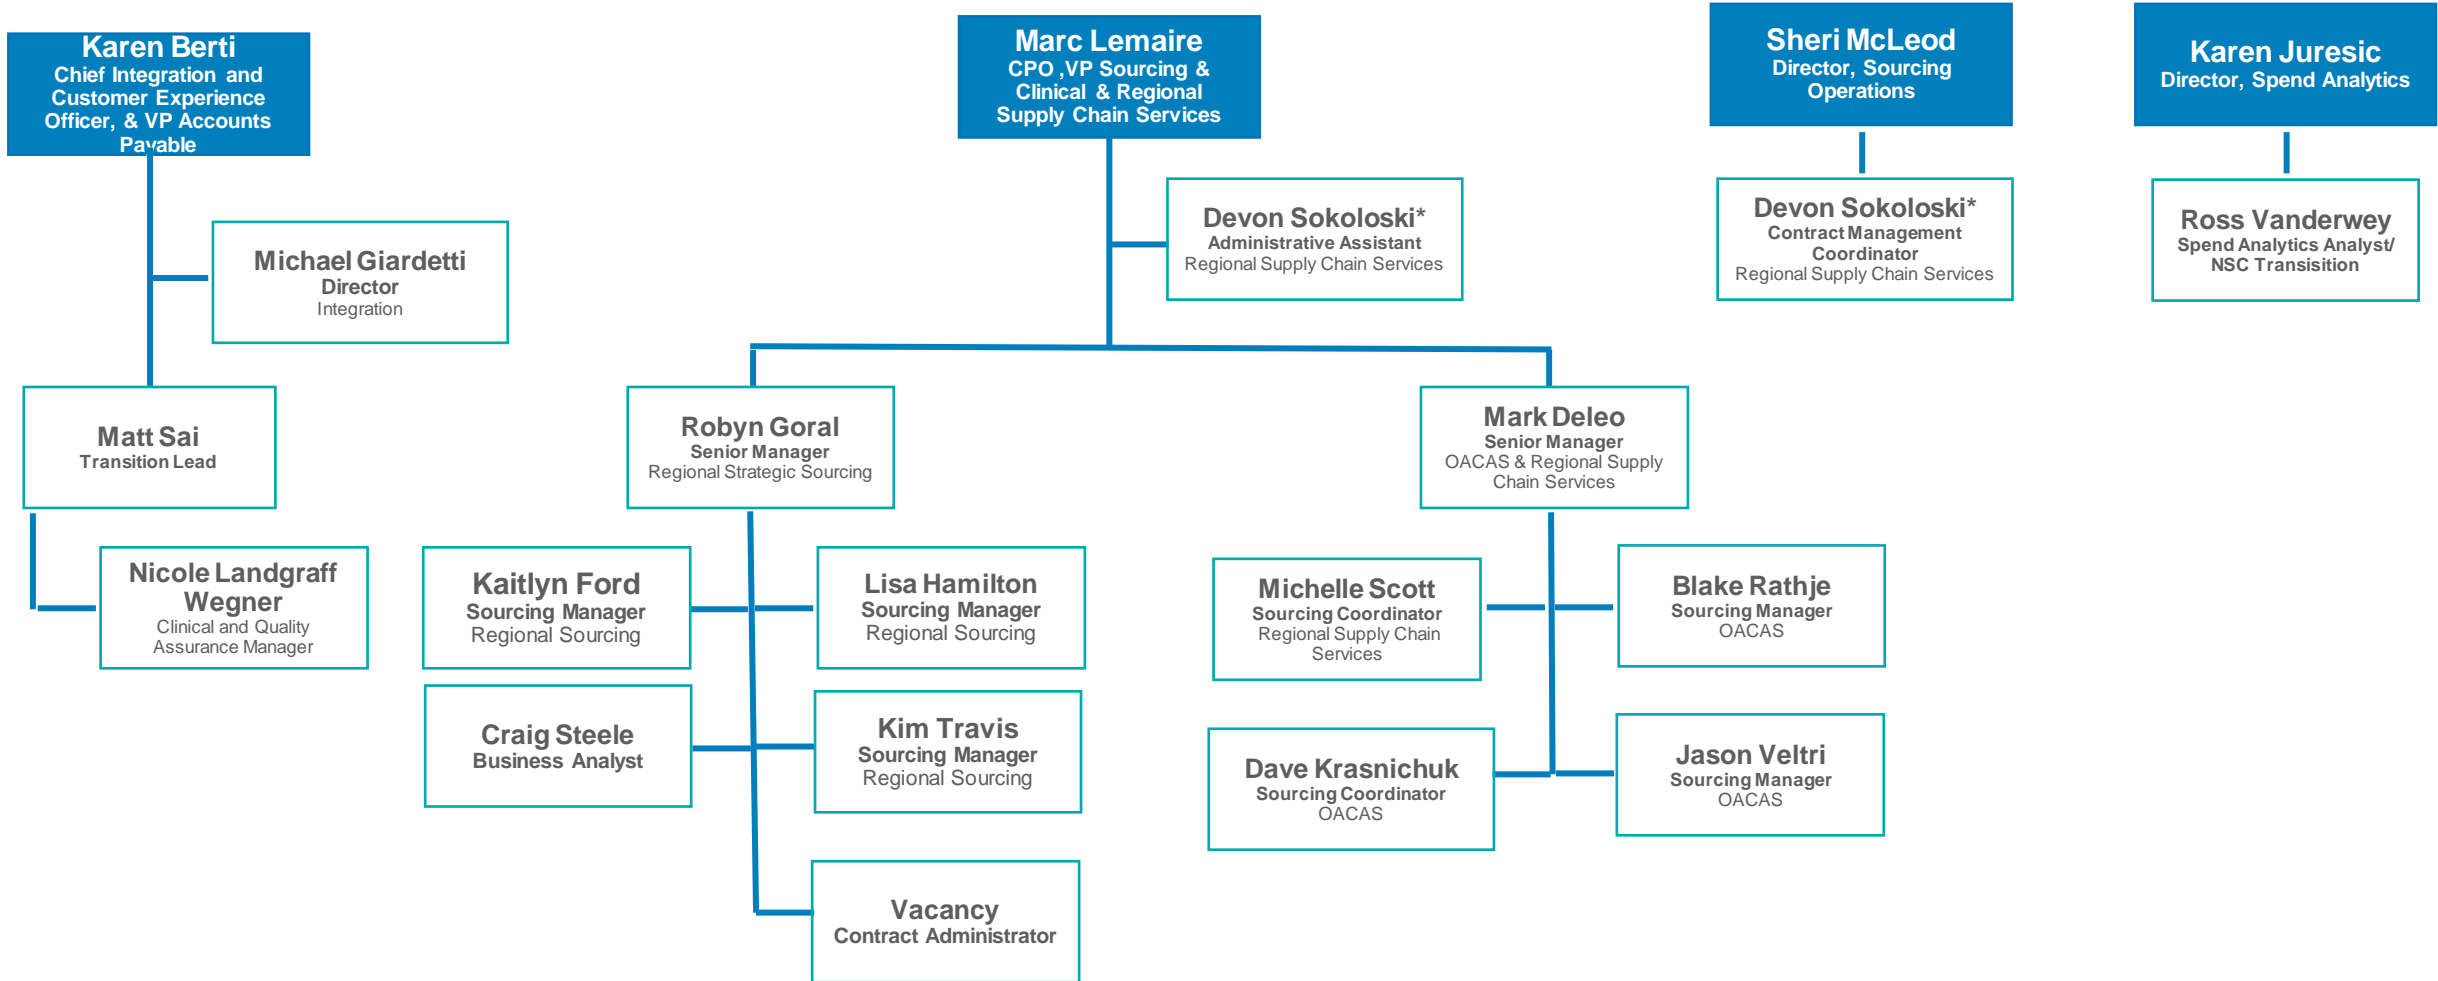 Karen Berti
Chief Integration and
Customer Experience
Officer, & VP Accounts
Payable
Marc Lemaire
CPO ,VP Sourcing &
Clinical & Regional
Supply Chain Services
Sheri McLeod
Director, Sourcing
Operations
Karen Juresic
Director, Spend Analytics
Michael Giardetti
Director
Integration
Devon Sokoloski*
Administrative Assistant
Regional Supply Chain Services
Devon Sokoloski*
Contract Management
Coordinator
Regional Supply Chain Services
Ross Vanderwey
Spend Analytics Analyst/
NSC Transisition
Matt Sai
Transition Lead
Robyn Goral
Senior Manager
Regional Strategic Sourcing
Mark Deleo
Senior Manager
OACAS & Regional Supply
Chain Services
Nicole Landgraff
Wegner
Clinical and Quality
Assurance Manager
Kaitlyn Ford
Sourcing Manager
Regional Sourcing
Lisa Hamilton
Sourcing Manager
Regional Sourcing
Michelle Scott
Sourcing Coordinator
Regional Supply Chain
Services
Blake Rathje
Sourcing Manager
OACAS
Craig Steele
Business Analyst
Kim Travis
Sourcing Manager
Regional Sourcing
Dave Krasnichuk
Sourcing Coordinator
OACAS
Jason Veltri
Sourcing Manager
OACAS
Vacancy
Contract Administrator